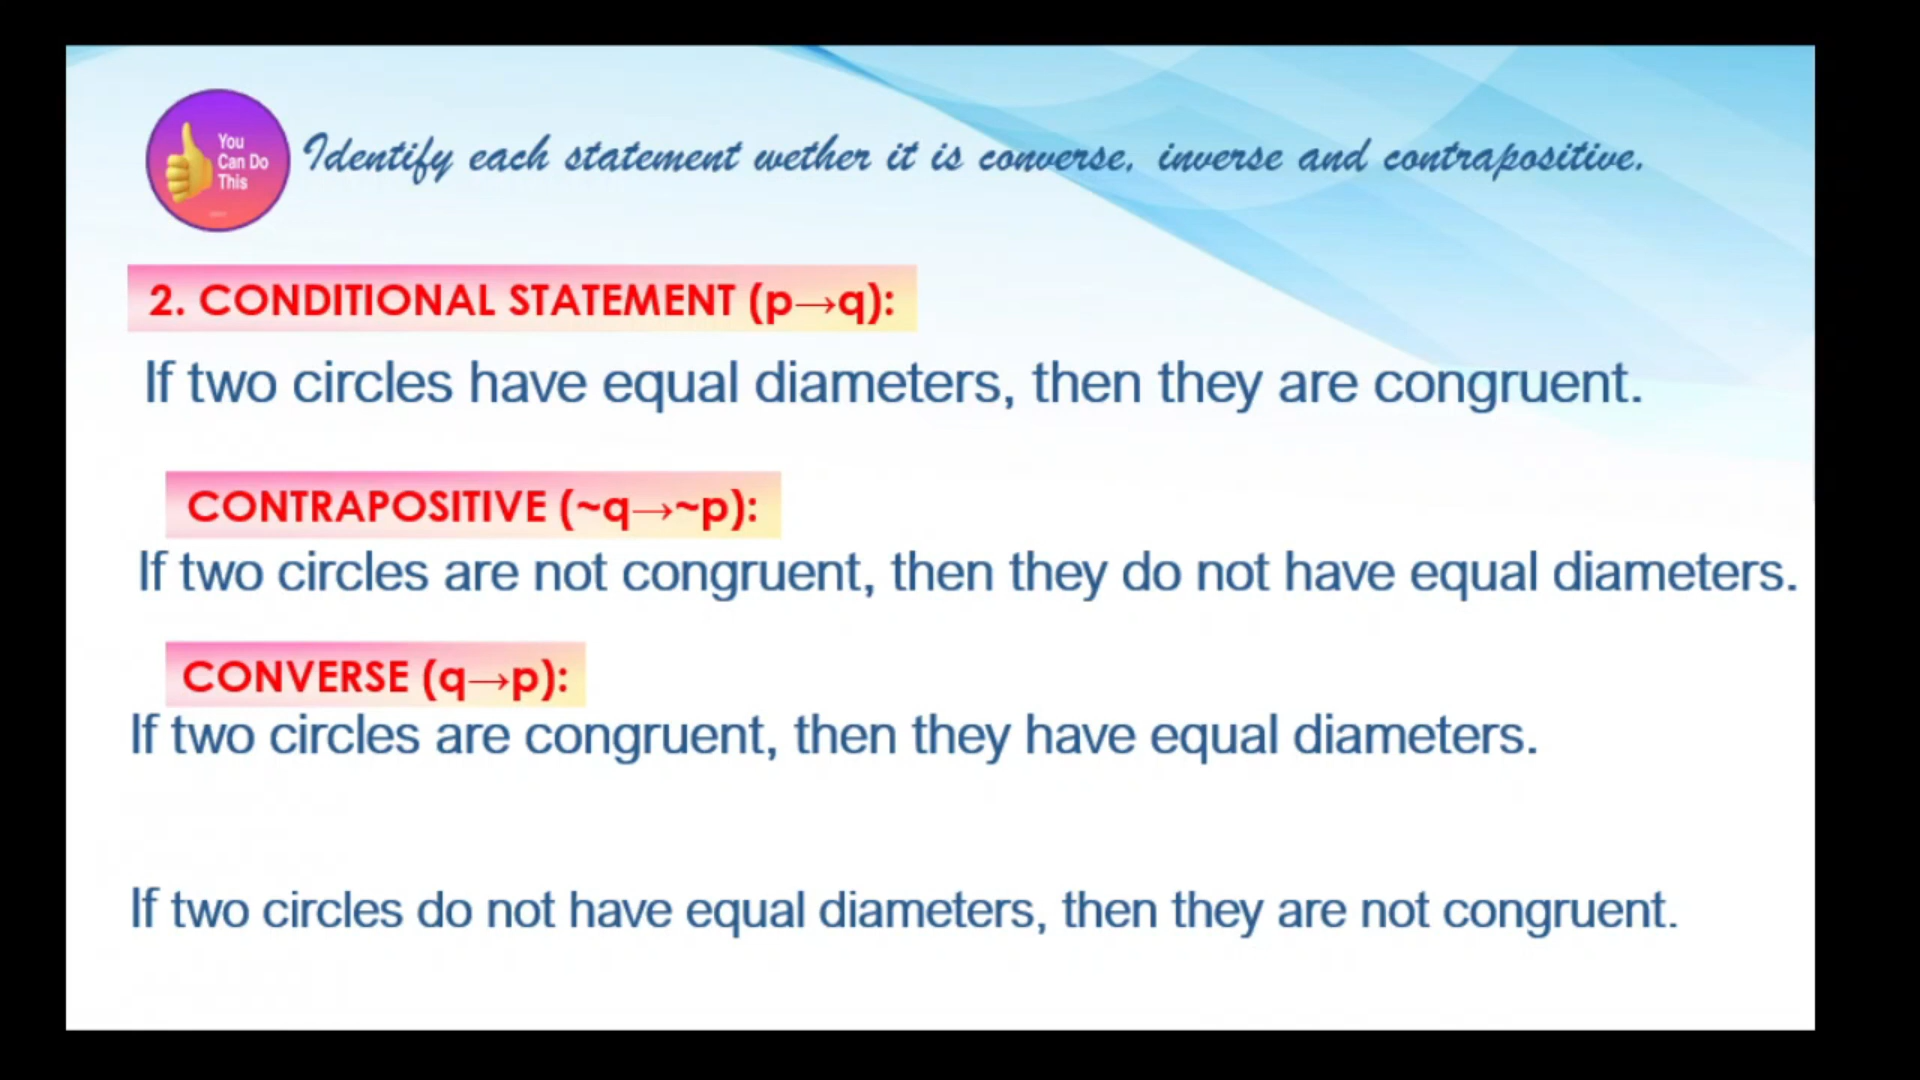 You
Can Do
This
Identify each statement wether it is converse, inverse and contrapositive.
2. CONDITIONAL STATEMENT (p→q):
If two circles have equal diameters, then they are congruent.
CONTRAPOSITIVE (~q→~p):
If two circles are not congruent, then they do not have equal diameters.
CONVERSE (q→p):
If two circles are congruent, then they have equal diameters.
If two circles do not have equal diameters, then they are not congruent.